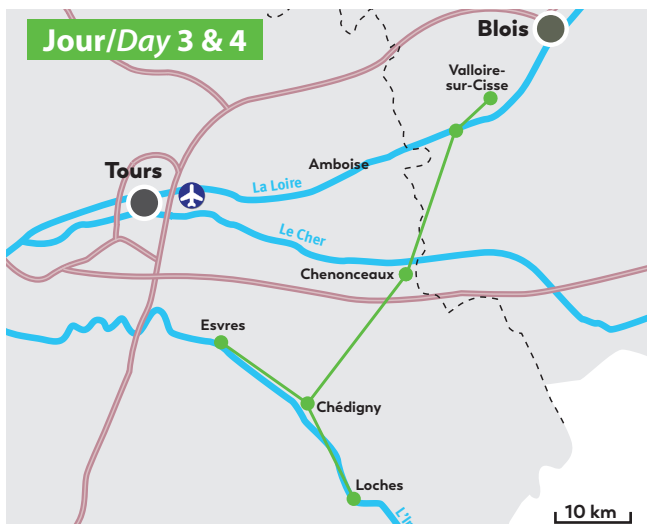 Jour/Day 3 & 4
Blois
Valloire-
sur-Cisse
Amboise
Tours
La Loire
Le Cher
Chenonceaux
Esvres
Chédigny
Loches
10 km